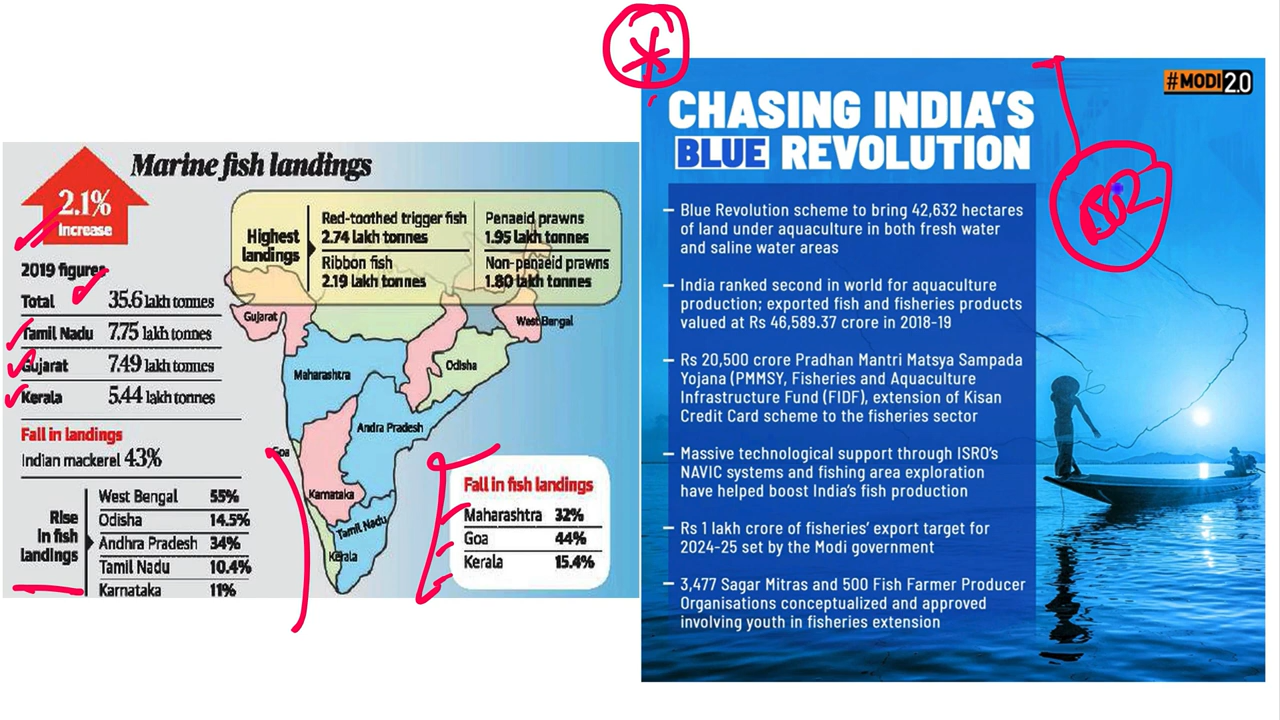 Marine fish landings
2.1%
increase
2019 figures
Total 35.6 lakh tonnes
Tamil Nadu 7.75 lakh tonnes
Gujarat 7.49 lakh tonnes
Kerala 5.44 lakh tonnes
Fall in landings
Indian mackerel 4.3%
Rise in fish landings
West Bengal 55%
Odisha 14.5%
Andhra Pradesh 34%
Tamil Nadu 10.4%
Karnataka 11%
Highest landings
Red-toothed trigger fish
2.74 lakh tonnes
Ribbon fish
2.19 lakh tonnes
Penaeid prawns
1.95 lakh tonnes
Non-penaeid prawns
1.80 lakh tonnes
Gujarat
West Bengal
Odisha
Maharashtra
Andra Pradesh
Goa
Karnataka
Tamil Nadu
Kerala
Fall in fish landings
Maharashtra 32%
Goa 44%
Kerala 15.4%
#MODI 2.0
CHASING INDIA'S
BLUE REVOLUTION
– Blue Revolution scheme to bring 42,632 hectares
of land under aquaculture in both fresh water
and saline water areas
– India ranked second in world for aquaculture
production; exported fish and fisheries products
valued at Rs 46,589.37 crore in 2018-19
– Rs 20,500 crore Pradhan Mantri Matsya Sampada
Yojana (PMMSY, Fisheries and Aquaculture
Infrastructure Fund (FIDF), extension of Kisan
Credit Card scheme to the fisheries sector
– Massive technological support through ISRO's
NAVIC systems and fishing area exploration
have helped boost India's fish production
– Rs 1 lakh crore of fisheries' export target for
2024-25 set by the Modi government
– 3,477 Sagar Mitras and 500 Fish Farmer Producer
Organisations conceptualized and approved
involving youth in fisheries extension